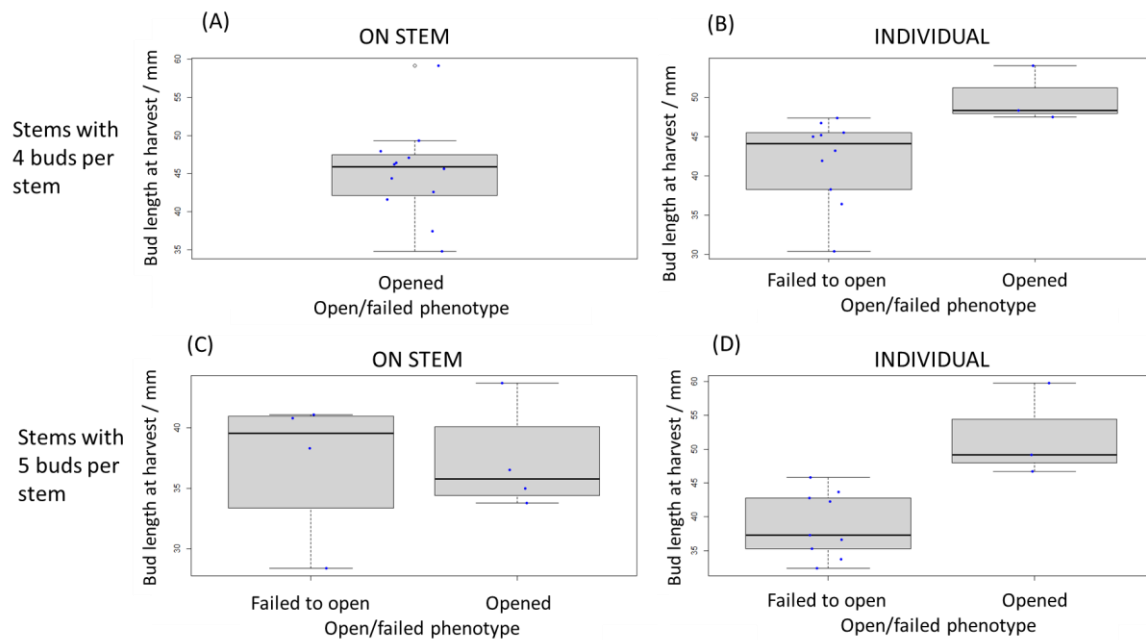 (A)
ON STEM
Bud length at harvest / mm
60
55
50
45
40
35
Opened
Open/failed phenotype
(B)
INDIVIDUAL
Bud length at harvest / mm
50
45
40
35
30
Failed to open
Opened
Open/failed phenotype
Stems with
4 buds per
stem
(C)
ON STEM
Bud length at harvest / mm
40
35
30
Failed to open
Opened
Open/failed phenotype
(D)
INDIVIDUAL
Bud length at harvest / mm
60
55
50
45
40
35
Failed to open
Opened
Open/failed phenotype
Stems with
5 buds per
stem